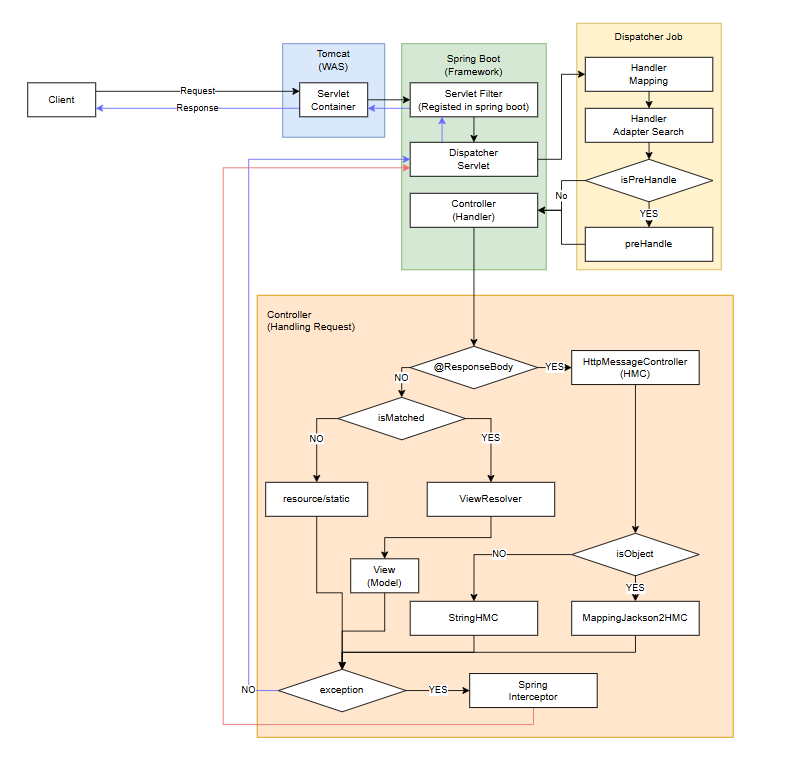 Dispatcher Job
Tomcat
(WAS)
Spring Boot
(Framework)
Handler
Mapping
Client
Request
Response
Servlet
Container
Servlet Filter
(Registed in spring boot)
Handler
Adapter Search
Dispatcher
Servlet
isPreHandle
No
YES
Controller
(Handler)
preHandle
Controller
(Handling Request)
@ResponseBody
YES
HttpMessageController
(HMC)
NO
isMatched
NO
YES
resource/static
ViewResolver
isObject
NO
View
(Model)
YES
StringHMC
MappingJackson2HMC
NO
exception
YES
Spring
Interceptor